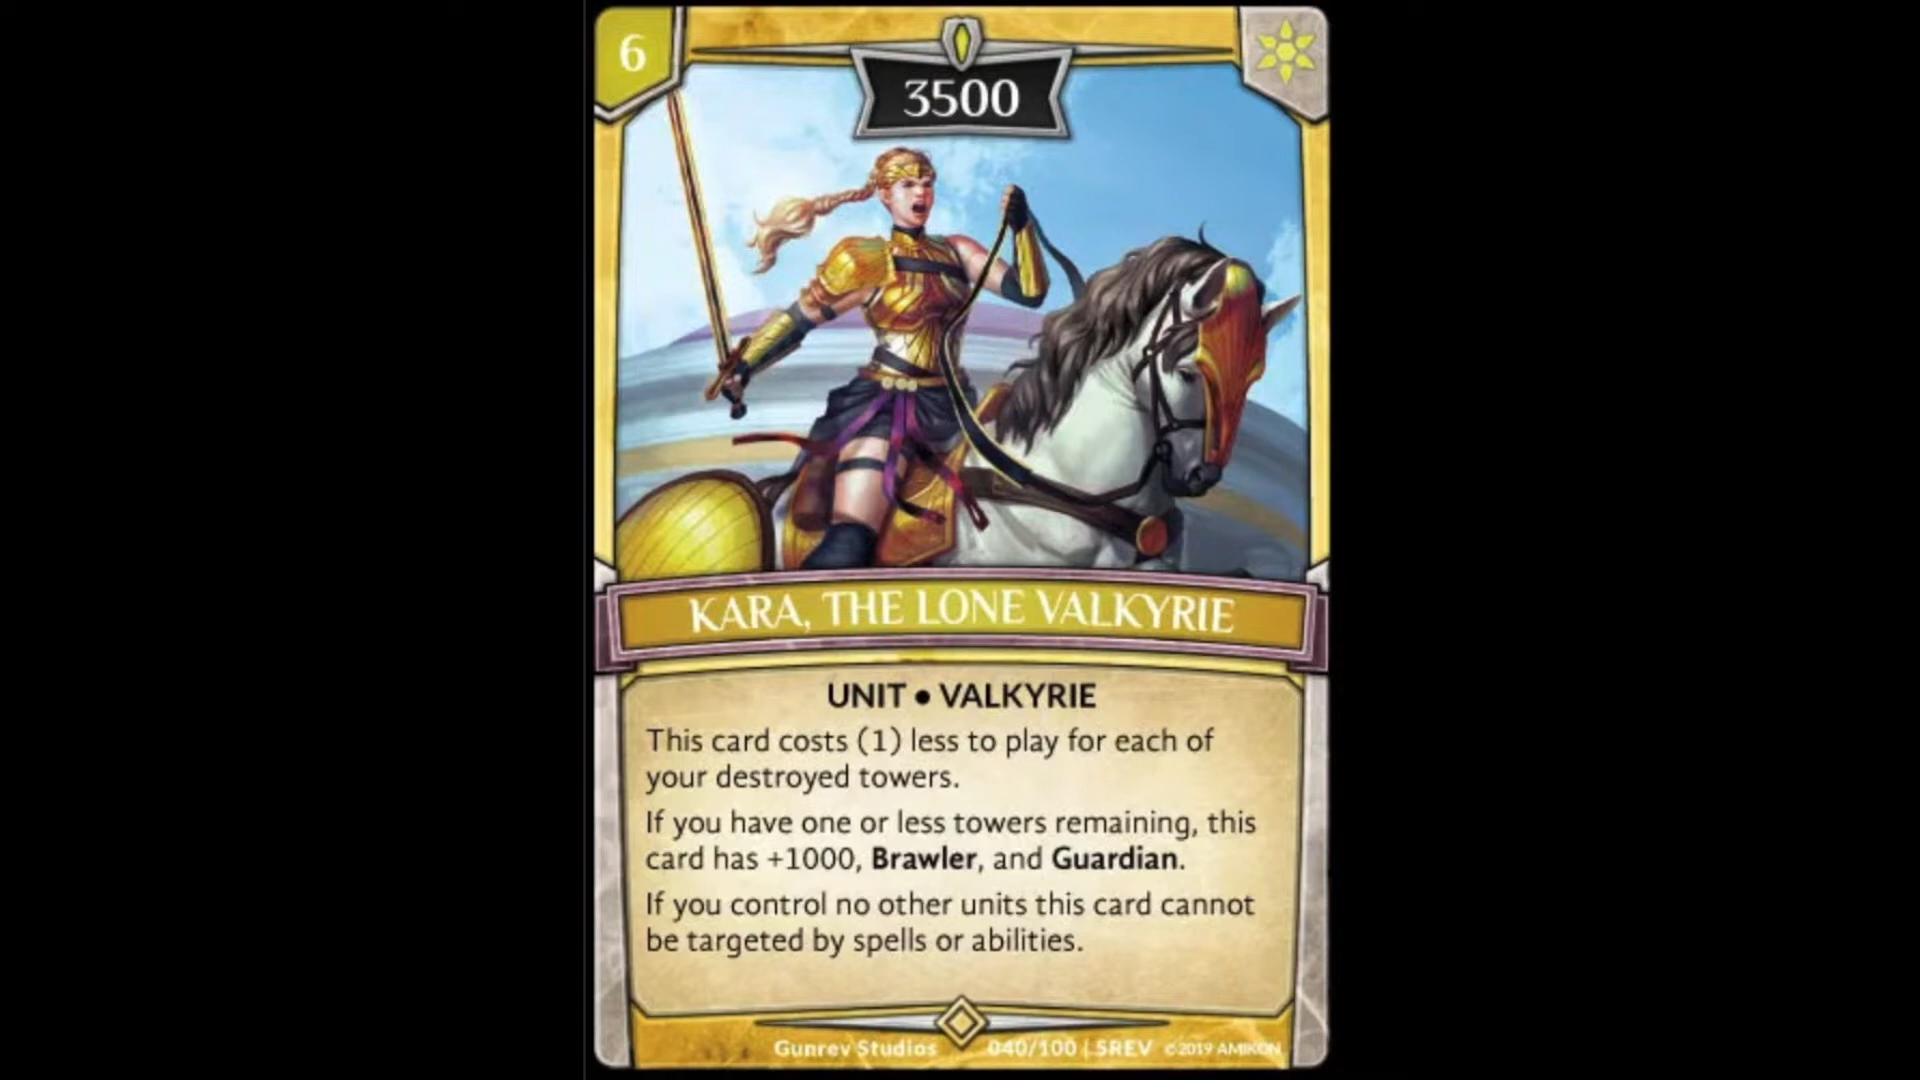 6
3500
KARA, THE LONE VALKYRIE
UNIT • VALKYRIE
This card costs (1) less to play for each of
your destroyed towers.
If you have one or less towers remaining, this
card has +1000, Brawler, and Guardian.
If you control no other units this card cannot
be targeted by spells or abilities.
Gunrev Studios 040/100 | SREV ©2019 AMIKON